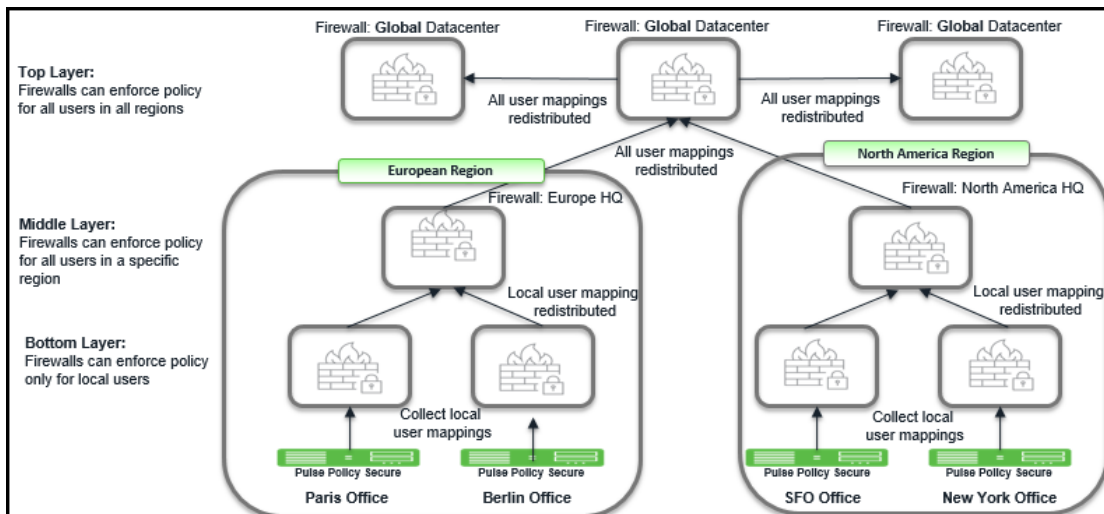 Firewall: Global Datacenter
Firewall: Global Datacenter
Firewall: Global Datacenter
Top Layer:
Firewalls can enforce policy
for all users in all regions
All user mappings
redistributed
All user mappings
redistributed
All user mappings
redistributed
European Region
North America Region
Firewall: Europe HQ
Firewall: North America HQ
Middle Layer:
Firewalls can enforce policy
for all users in a specific
region
Local user mapping
redistributed
Local user mapping
redistributed
Bottom Layer:
Firewalls can enforce policy
only for local users
Collect local
user mappings
Collect local
user mappings
Pulse Policy Secure
Pulse Policy Secure
Pulse Policy Secure
Pulse Policy Secure
Paris Office
Berlin Office
SFO Office
New York Office